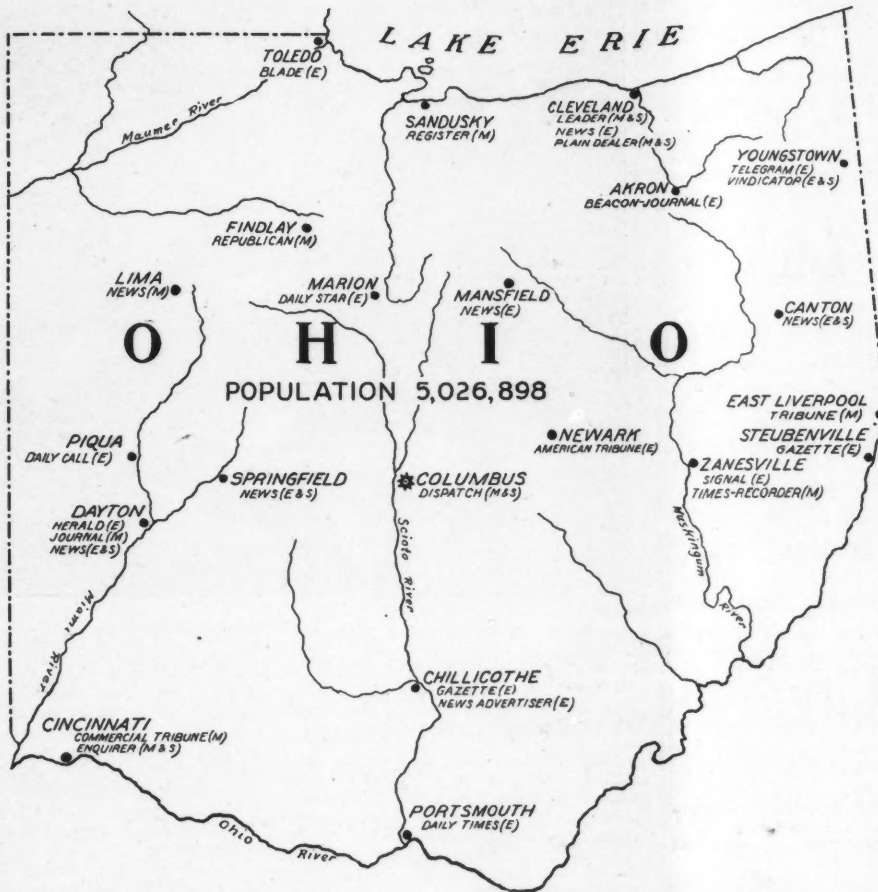 LAKE ERIE
TOLEDO
BLADE (E)
Maumee River
SANDUSKY
REGISTER (M)
CLEVELAND
LEADER (M & S)
NEWS (E)
PLAIN DEALER (M & S)
YOUNGSTOWN
TELEGRAM (E)
VINDICATOR (E & S)
AKRON
BEACON-JOURNAL (E)
FINDLAY
REPUBLICAN (M)
LIMA
NEWS (M)
MARION
DAILY STAR (E)
MANSFIELD
NEWS (E)
CANTON
NEWS (E & S)
OHIO
POPULATION 5,026,898
EAST LIVERPOOL
TRIBUNE (M)
STEUBENVILLE
GAZETTE (E)
PIQUA
DAILY CALL (E)
SPRINGFIELD
NEWS (E & S)
COLUMBUS
DISPATCH (M & S)
NEWARK
AMERICAN TRIBUNE (E)
ZANESVILLE
SIGNAL (E)
TIMES-RECORDER (M)
DAYTON
HERALD (E)
JOURNAL (M)
NEWS (E & S)
Scioto River
Muskingum River
Miami River
CHILLICOTHE
GAZETTE (E)
NEWS ADVERTISER (E)
CINCINNATI
COMMERCIAL TRIBUNE (M)
ENQUIRER (M & S)
PORTSMOUTH
DAILY TIMES (E)
Ohio River